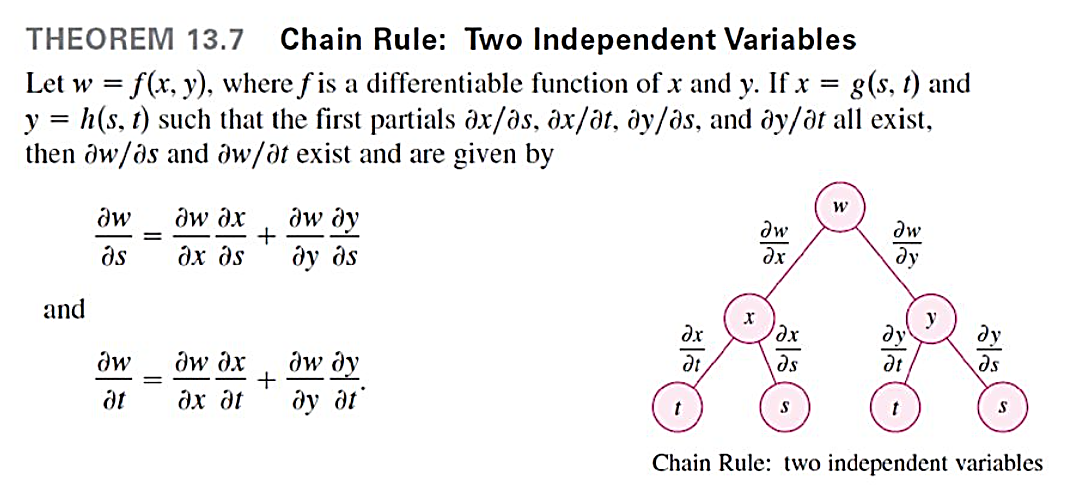 THEOREM 13.7 Chain Rule: Two Independent Variables
Let w = f(x, y), where f is a differentiable function of x and y. If x = g(s, t) and
y = h(s, t) such that the first partials ∂x/∂s, ∂x/∂t, ∂y/∂s, and ∂y/∂t all exist,
then ∂w/∂s and ∂w/∂t exist and are given by
∂w/∂s = ∂w/∂x ∂x/∂s + ∂w/∂y ∂y/∂s
and
∂w/∂t = ∂w/∂x ∂x/∂t + ∂w/∂y ∂y/∂t.
w
∂w/∂x ∂w/∂y
x y
∂x/∂t ∂x/∂s ∂y/∂t ∂y/∂s
t s t s
Chain Rule: two independent variables